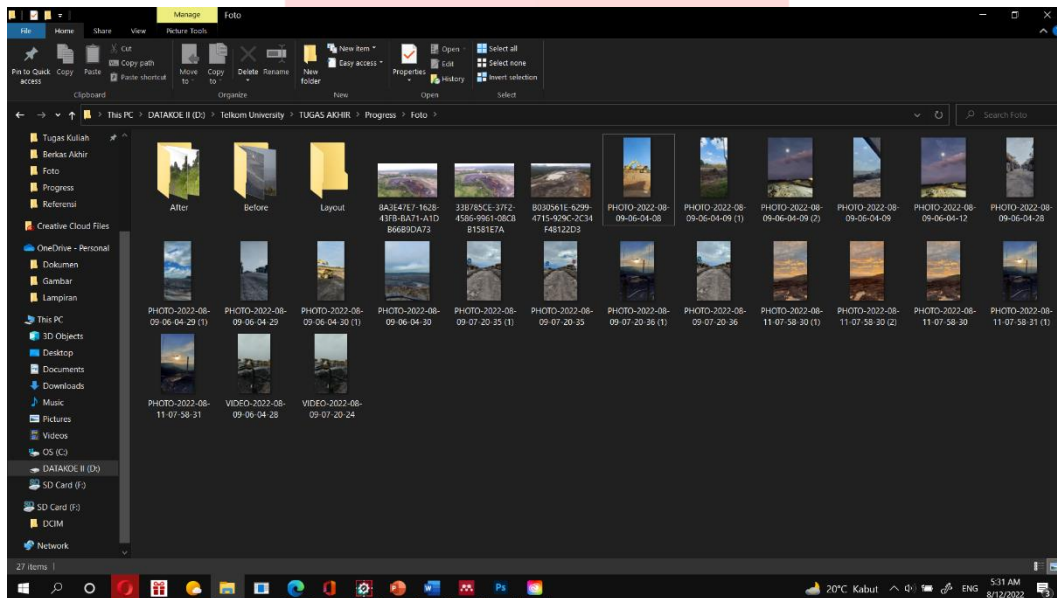 Manage
Foto
File
Home
Share
View
Picture Tools
Pin to Quick access
Copy
Paste
Cut
Copy path
Paste shortcut
Move to
Copy to
Delete
Rename
New folder
New item
Easy access
Properties
Open
Edit
History
Select all
Select none
Invert selection
Clipboard
Organize
New
Open
Select
This PC > DATAKOE II (D:) > Telkom University > TUGAS AKHIR > Progress > Foto >
Search Foto
Tugas Kuliah
Berkas Akhir
Foto
Progress
Referensi
Creative Cloud Files
OneDrive - Personal
Dokumen
Gambar
Lampiran
This PC
3D Objects
Desktop
Documents
Downloads
Music
Pictures
Videos
OS (C:)
DATAKOE II (D:)
SD Card (F:)
SD Card (F:)
DCIM
Network
After
Before
Layout
8A3E47E7-1628-
43FB-BA71-A1D
B66B9DA73
33B785CE-37F2-
4586-9961-08C8
B1581E7A
B030561E-6299-
4715-929C-2C34
F48122D3
PHOTO-2022-08-
09-06-04-08
PHOTO-2022-08-
09-06-04-09 (1)
PHOTO-2022-08-
09-06-04-09 (2)
PHOTO-2022-08-
09-06-04-09
PHOTO-2022-08-
09-06-04-12
PHOTO-2022-08-
09-06-04-28
PHOTO-2022-08-
09-06-04-29 (1)
PHOTO-2022-08-
09-06-04-29
PHOTO-2022-08-
09-06-04-30 (1)
PHOTO-2022-08-
09-06-04-30
PHOTO-2022-08-
09-07-20-35 (1)
PHOTO-2022-08-
09-07-20-35
PHOTO-2022-08-
09-07-20-36 (1)
PHOTO-2022-08-
09-07-20-36
PHOTO-2022-08-
11-07-58-30 (1)
PHOTO-2022-08-
11-07-58-30 (2)
PHOTO-2022-08-
11-07-58-30
PHOTO-2022-08-
11-07-58-31 (1)
PHOTO-2022-08-
11-07-58-31
VIDEO-2022-08-
09-06-04-28
VIDEO-2022-08-
09-07-20-24
27 items
Ps
20°C Kabut
ENG
5:31 AM
8/12/2022